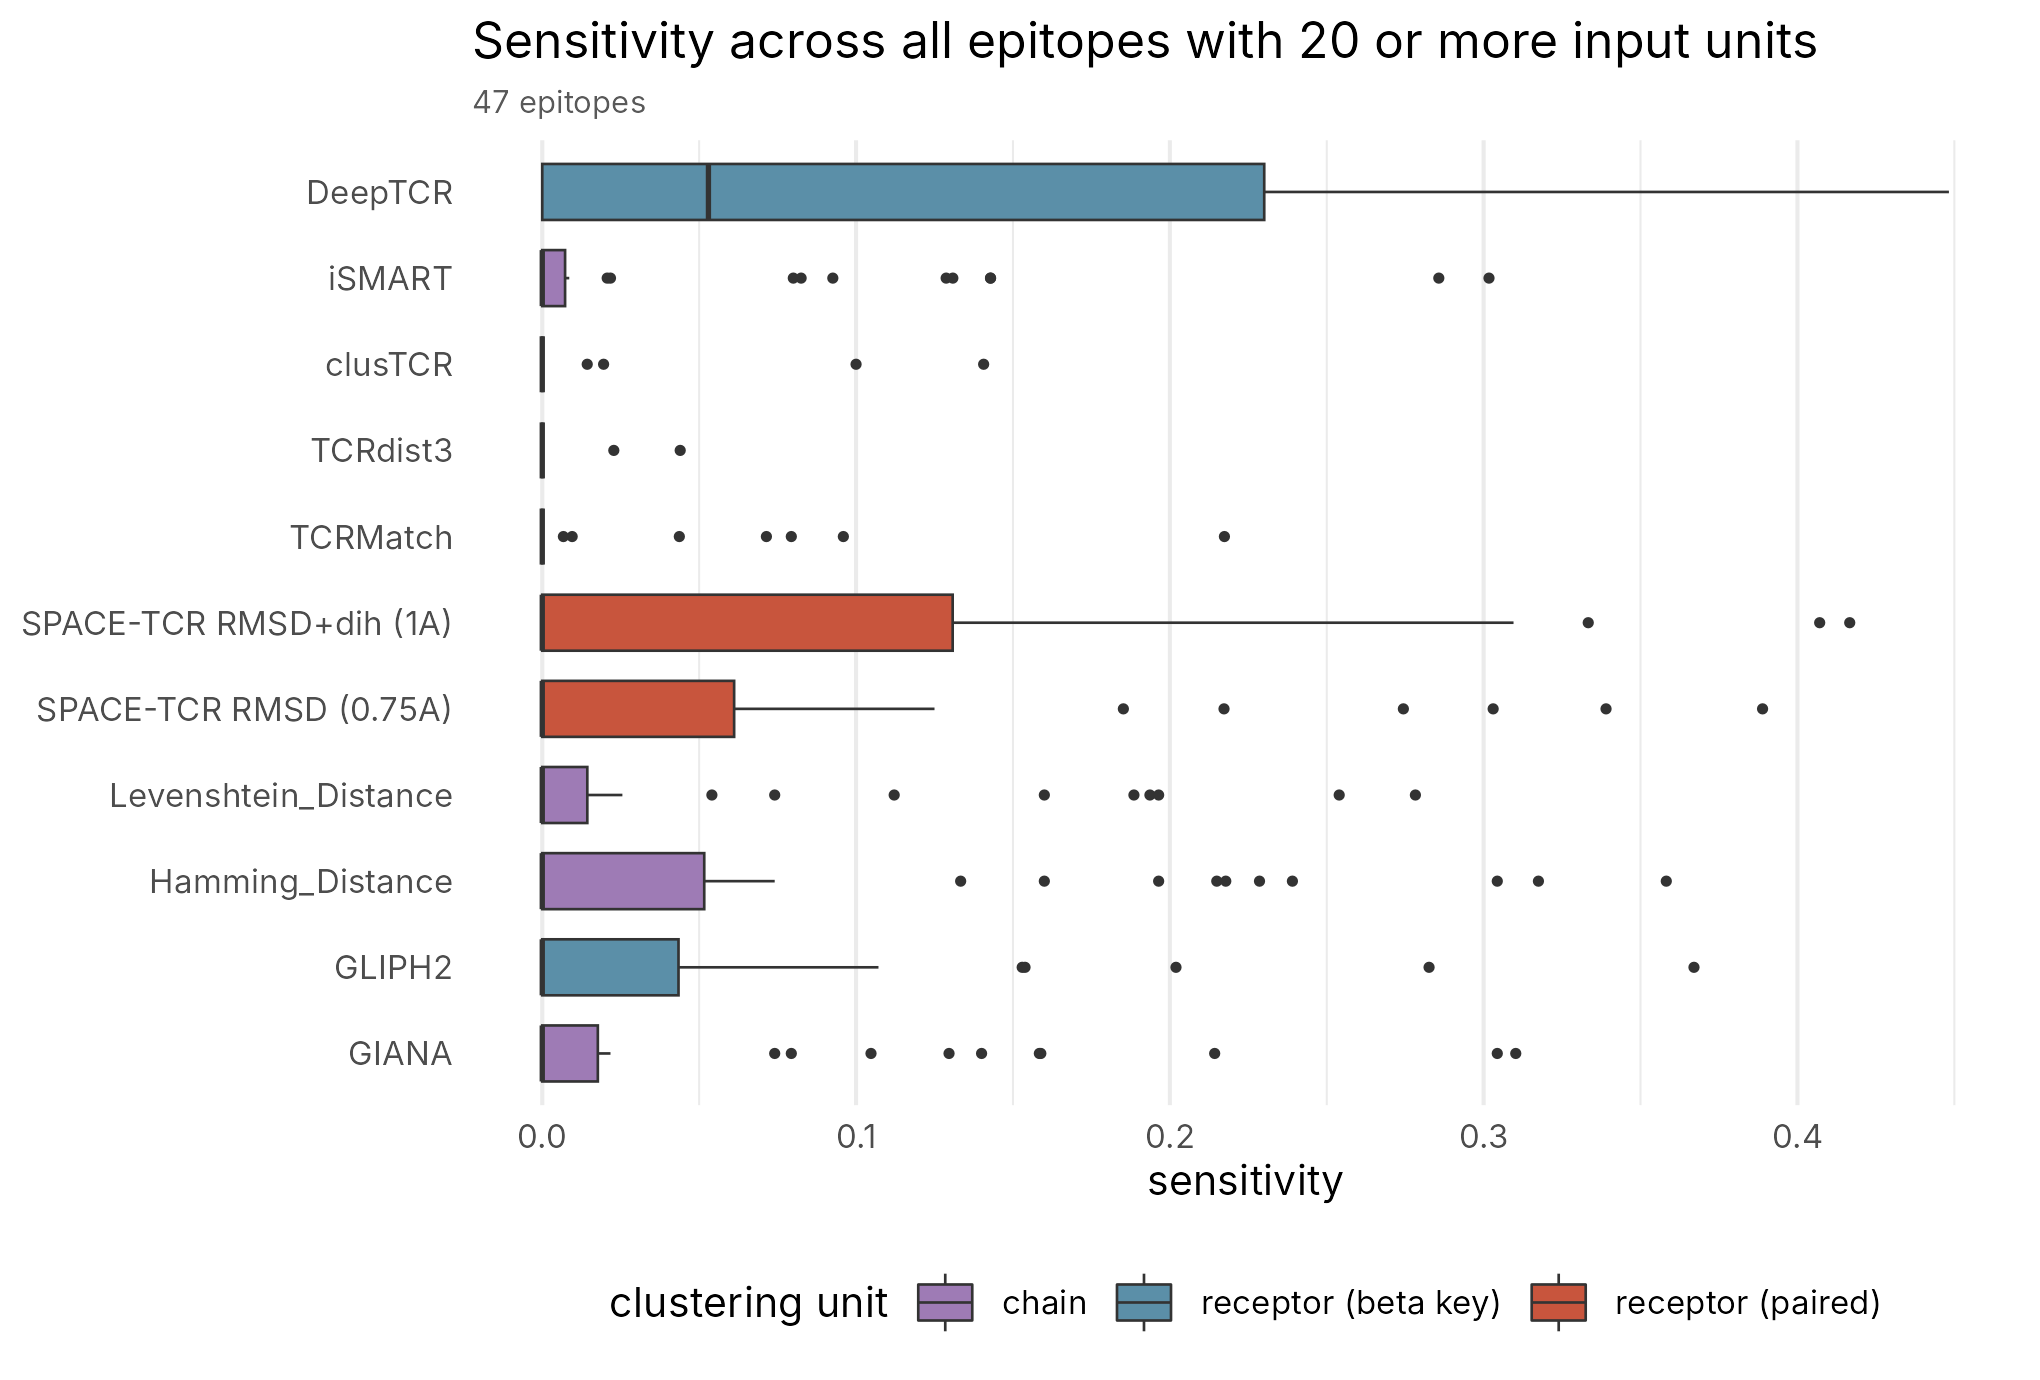 Sensitivity across all epitopes with 20 or more input units
47 epitopes
DeepTCR
iSMART
clusTCR
TCRdist3
TCRMatch
SPACE-TCR RMSD+dih (1A)
SPACE-TCR RMSD (0.75A)
Levenshtein_Distance
Hamming_Distance
GLIPH2
GIANA
0.0 0.1 0.2 0.3 0.4
sensitivity
clustering unit chain receptor (beta key) receptor (paired)